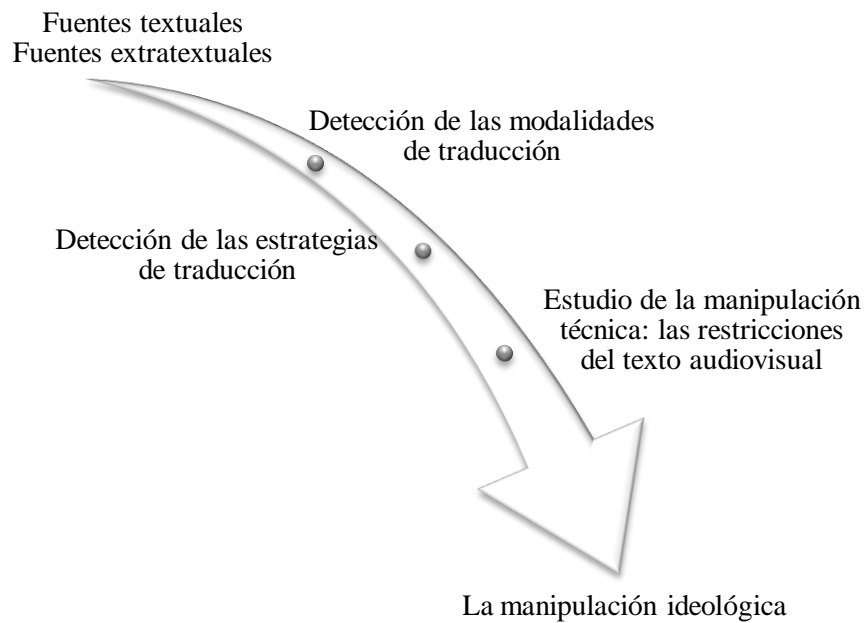 Fuentes textuales
Fuentes extratextuales
Detección de las modalidades
de traducción
Detección de las estrategias
de traducción
Estudio de la manipulación
técnica: las restricciones
del texto audiovisual
La manipulación ideológica